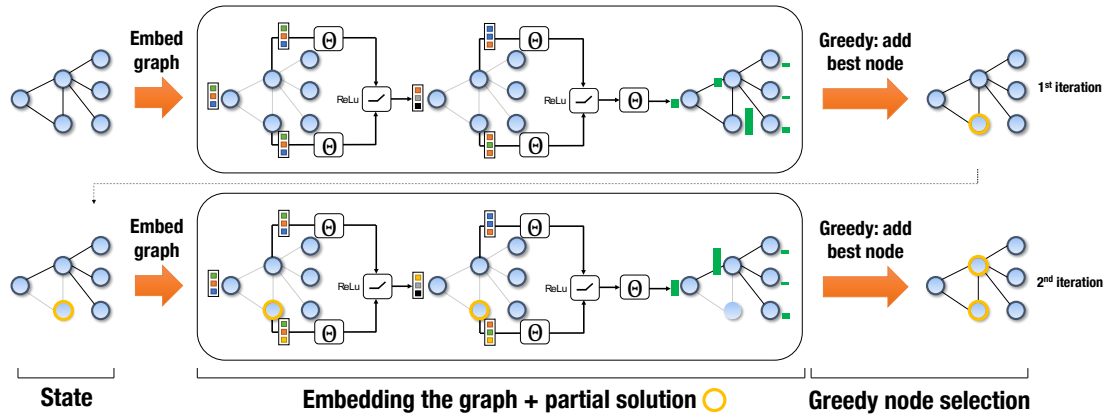 Embed
graph
Θ
Θ
Greedy: add
best node
ReLu
ReLu
Θ
1st iteration
Θ
Θ
Embed
graph
Θ
Θ
Greedy: add
best node
ReLu
ReLu
Θ
2nd iteration
Θ
Θ
State
Embedding the graph + partial solution
Greedy node selection